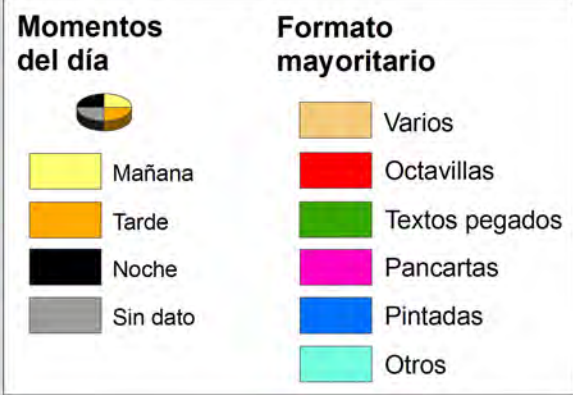 Momentos
del día
Mañana
Tarde
Noche
Sin dato
Formato
mayoritario
Varios
Octavillas
Textos pegados
Pancartas
Pintadas
Otros